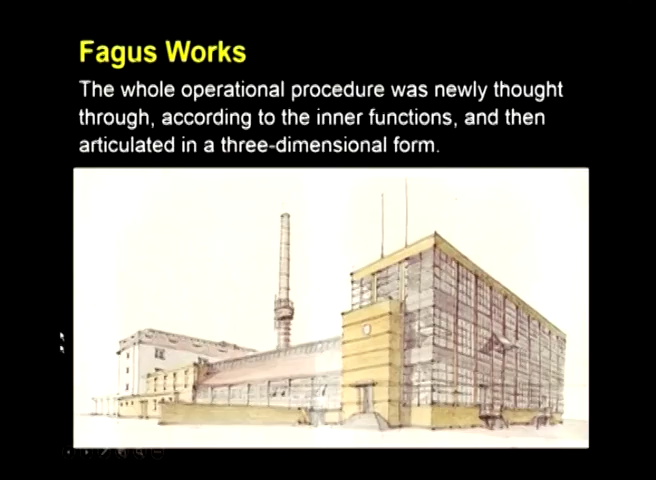 Fagus Works
The whole operational procedure was newly thought
through, according to the inner functions, and then
articulated in a three-dimensional form.